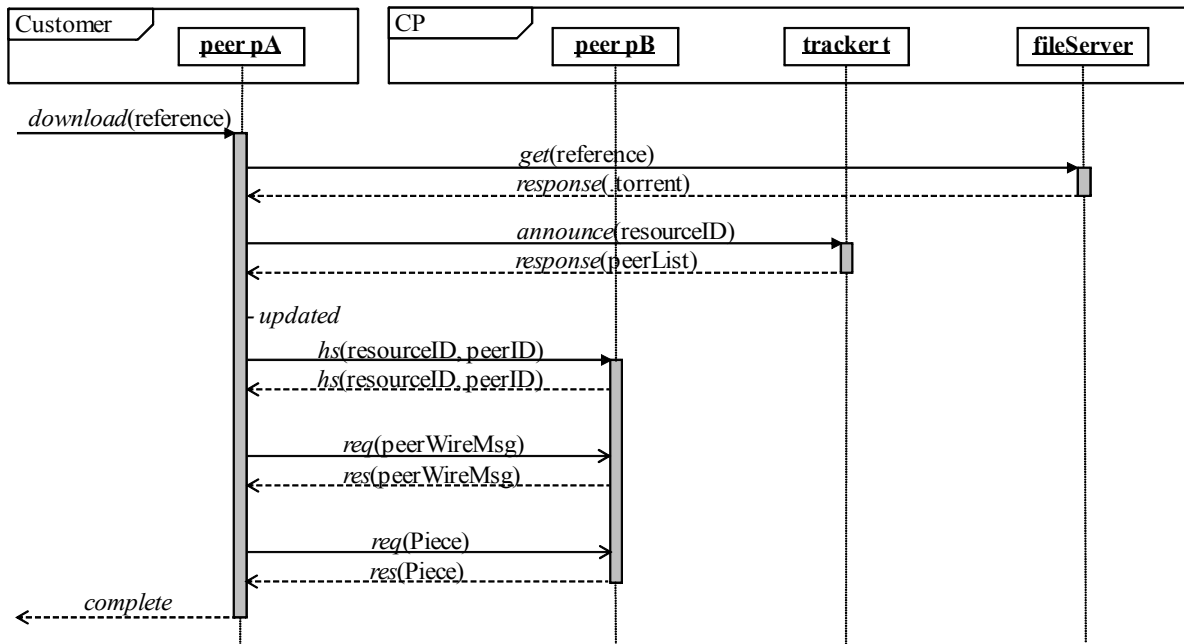 Customer
CP
peer pA
peer pB
tracker t
fileServer
download(reference)
get(reference)
response(.torrent)
announce(resourceID)
response(peerList)
updated
hs(resourceID, peerID)
hs(resourceID, peerID)
req(peerWireMsg)
res(peerWireMsg)
req(Piece)
res(Piece)
complete